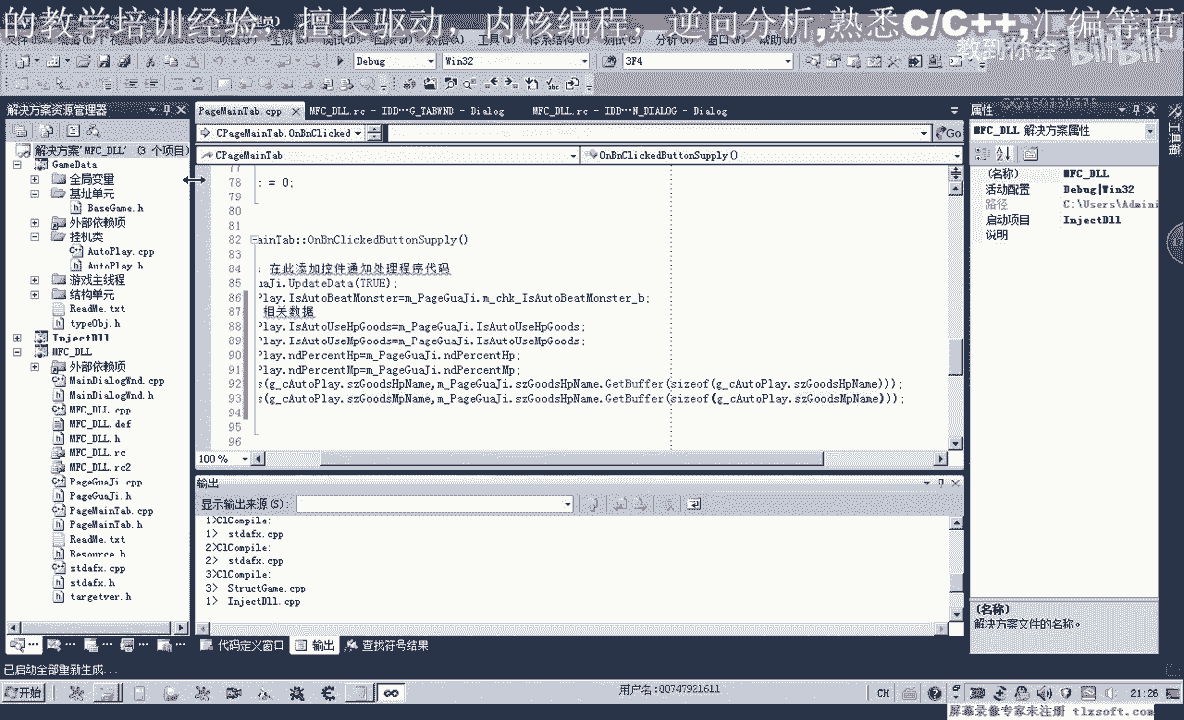 的教学培训经验，擅长驱动，内核编程，逆向分析,熟悉C/C++,汇编等语
教到你会 bilibili
Debug Win32 3F4
解决方案资源管理器
PageMainTab.cpp MFC_DLL.rc - IDD···G_TABWND - Dialog MFC_DLL.rc - IDD···N_DIALOG - Dialog
属性
工具箱
CPageMainTab.OnBnClicked Go
CPageMainTab OnBnClickedButtonSupply()
MFC_DLL 解决方案属性
解决方案'MFC_DLL' (3 个项目)
GameData
全局变量
基址单元
BaseGame.h
外部依赖项
挂机类
AutoPlay.cpp
AutoPlay.h
游戏主线程
结构单元
ReadMe.txt
typeObj.h
InjectDll
MFC_DLL
外部依赖项
MainDialogWnd.cpp
MainDialogWnd.h
MFC_DLL.cpp
MFC_DLL.def
MFC_DLL.h
MFC_DLL.rc
MFC_DLL.rc2
PageGuaJi.cpp
PageGuaJi.h
PageMainTab.cpp
PageMainTab.h
ReadMe.txt
Resource.h
stdafx.cpp
stdafx.h
targetver.h
77
78 : = 0;
79
80
81
82 ainTab::OnBnClickedButtonSupply()
83
84 : 在此添加控件通知处理程序代码
85 uaJi.UpdateData(TRUE);
86 Play.IsAutoBeatMonster=m_PageGuaJi.m_chk_IsAutoBeatMonster_b;
87 相关数据
88 Play.IsAutoUseHpGoods=m_PageGuaJi.IsAutoUseHpGoods;
89 Play.IsAutoUseMpGoods=m_PageGuaJi.IsAutoUseMpGoods;
90 Play.ndPercentHp=m_PageGuaJi.ndPercentHp;
91 Play.ndPercentMp=m_PageGuaJi.ndPercentMp;
92 s(g_cAutoPlay.szGoodsHpName,m_PageGuaJi.szGoodsHpName.GetBuffer(sizeof(g_cAutoPlay.szGoodsHpName)));
93 s(g_cAutoPlay.szGoodsMpName,m_PageGuaJi.szGoodsHpName.GetBuffer(sizeof(g_cAutoPlay.szGoodsMpName)));
94
95
96
100 %
(名称) MFC_DLL
活动配置 Debug|Win32
路径 C:\Users\Admini
启动项目 InjectDll
说明
输出
显示输出来源(S):
1>ClCompile:
1> stdafx.cpp
2>ClCompile:
2> stdafx.cpp
3>ClCompile:
3> StructGame.cpp
1> InjectDll.cpp
(名称)
解决方案文件的名称。
代码定义窗口 输出 查找符号结果
已启动全部重新生成...
开始 用户名:00747921611 CH 21:26
屏幕录像专家未注册 tlxsoft.com